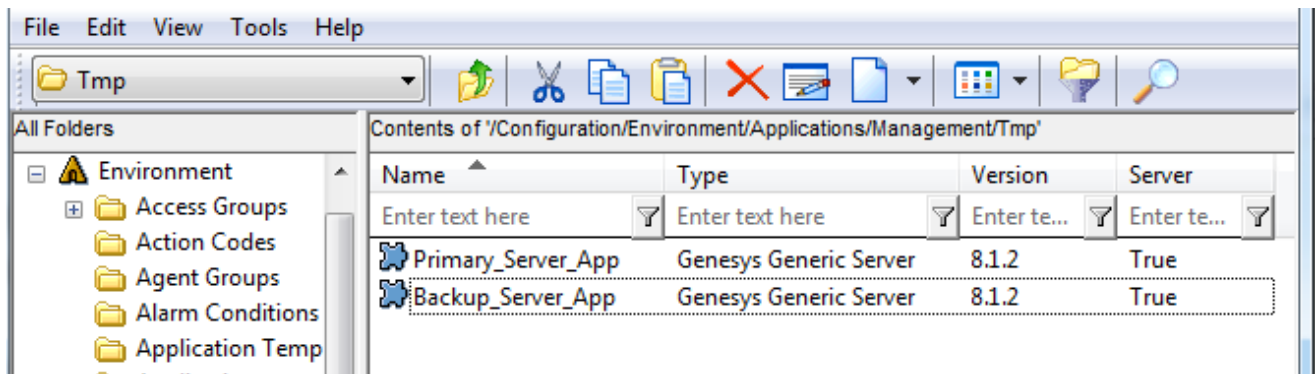 File Edit View Tools Help
Tmp
All Folders
Contents of '/Configuration/Environment/Applications/Management/Tmp'
Environment
Access Groups
Action Codes
Agent Groups
Alarm Conditions
Application Temp
Name Type Version Server
Enter text here Enter text here Enter te... Enter te...
Primary_Server_App Genesys Generic Server 8.1.2 True
Backup_Server_App Genesys Generic Server 8.1.2 True